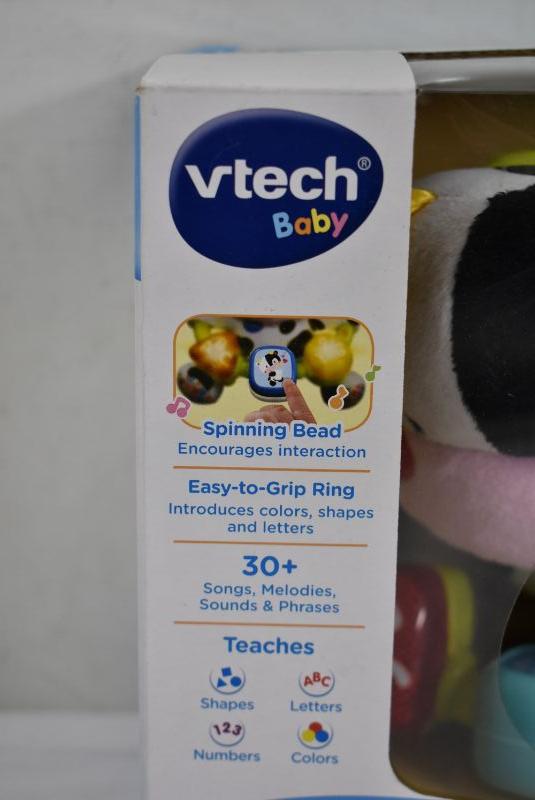 vtech®
Baby
Spinning Bead
Encourages interaction
Easy-to-Grip Ring
Introduces colors, shapes
and letters
30+
Songs, Melodies,
Sounds & Phrases
Teaches
Shapes
ABC
Letters
123
Numbers
Colors